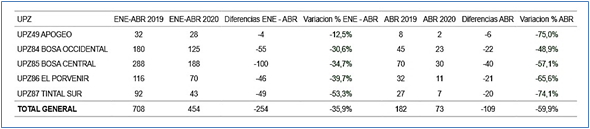 UPZ ENE-ABR 2019 ENE-ABR 2020 Diferencias ENE - ABR Variacion % ENE - ABR ABR 2019 ABR 2020 Diferencias ABR Variacion % ABR
UPZ49 APOGEO 32 28 -4 -12,5% 8 2 -6 -75,0%
UPZ84 BOSA OCCIDENTAL 180 125 -55 -30,6% 45 23 -22 -48,9%
UPZ85 BOSA CENTRAL 288 188 -100 -34,7% 70 30 -40 -57,1%
UPZ86 EL PORVENIR 116 70 -46 -39,7% 32 11 -21 -65,6%
UPZ87 TINTAL SUR 92 43 -49 -53,3% 27 7 -20 -74,1%
TOTAL GENERAL 708 454 -254 -35,9% 182 73 -109 -59,9%